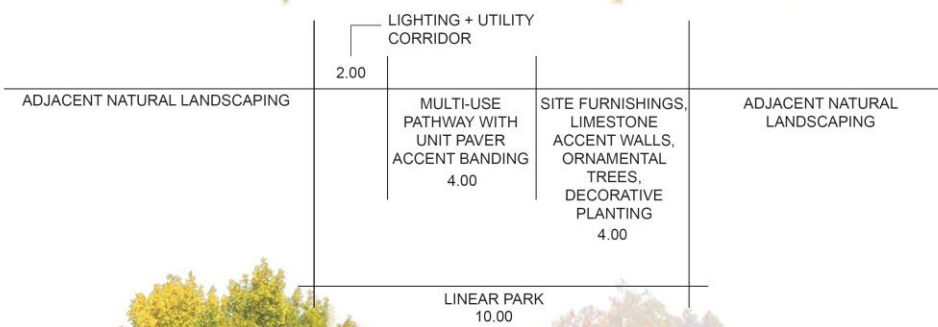 LIGHTING + UTILITY
CORRIDOR
2.00
ADJACENT NATURAL LANDSCAPING
MULTI-USE
PATHWAY WITH
UNIT PAVER
ACCENT BANDING
4.00
SITE FURNISHINGS,
LIMESTONE
ACCENT WALLS,
ORNAMENTAL
TREES,
DECORATIVE
PLANTING
4.00
ADJACENT NATURAL
LANDSCAPING
LINEAR PARK
10.00